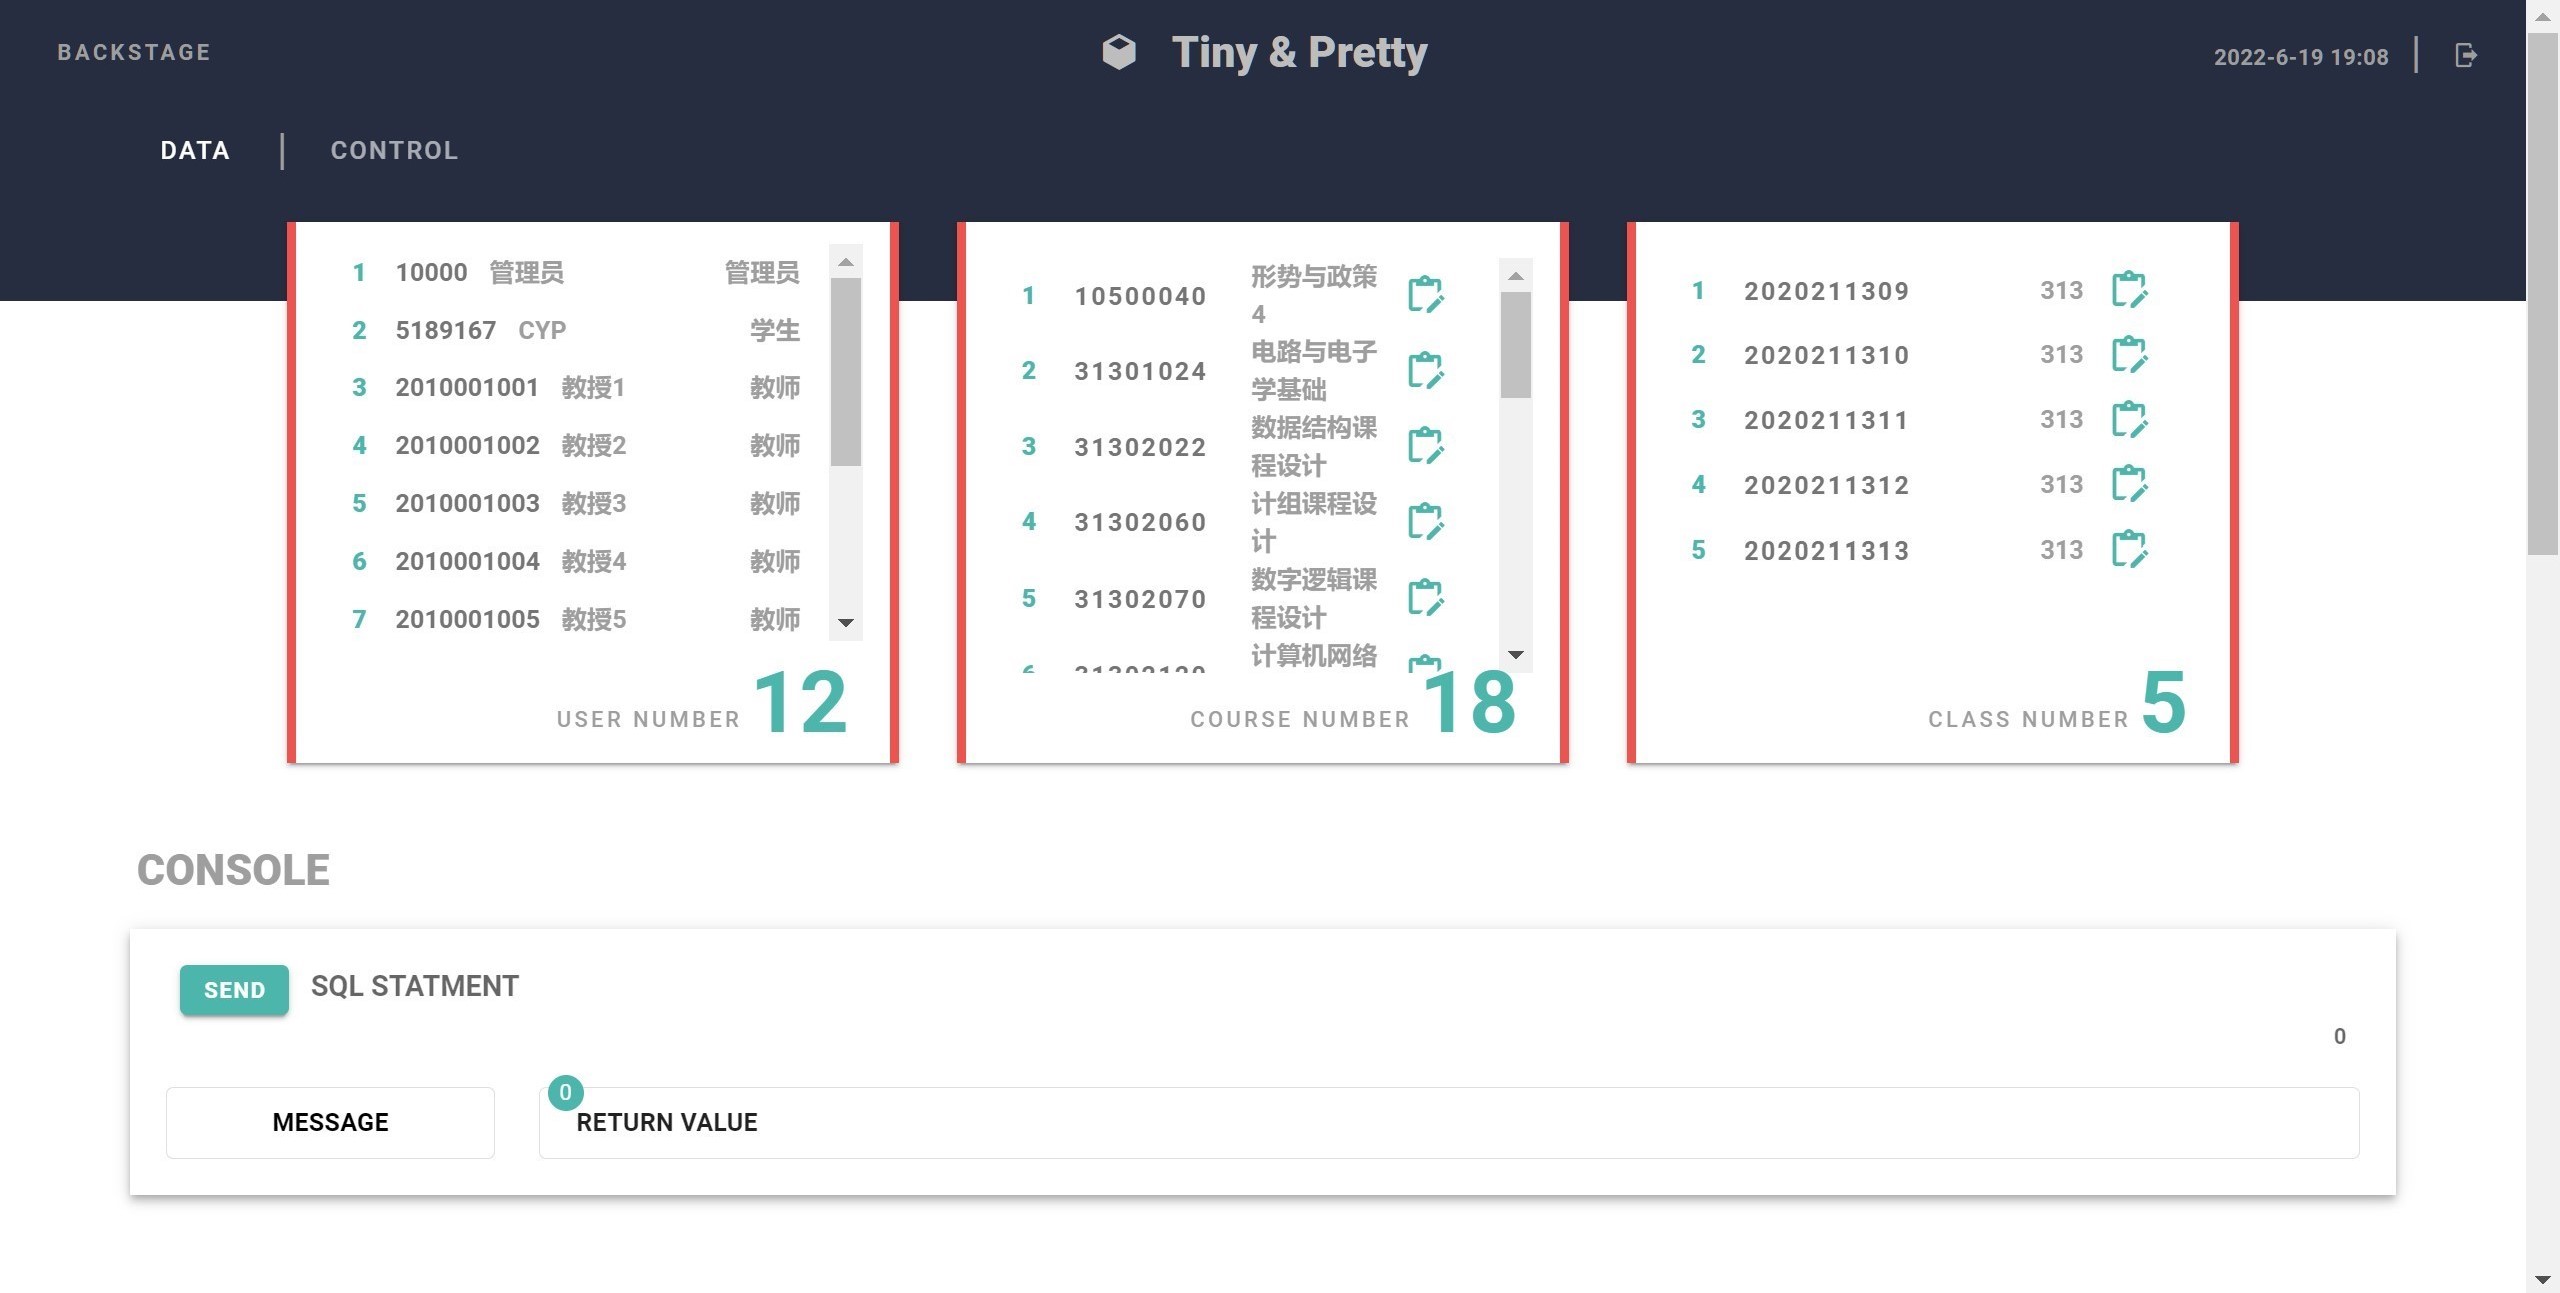 BACKSTAGE
Tiny & Pretty
2022-6-19 19:08
DATA
CONTROL
1 10000 管理员 管理员
2 5189167 CYP 学生
3 2010001001 教授1 教师
4 2010001002 教授2 教师
5 2010001003 教授3 教师
6 2010001004 教授4 教师
7 2010001005 教授5 教师
USER NUMBER 12
1 10500040 形势与政策
4
2 31301024 电路与电子
学基础
3 31302022 数据结构课
程设计
4 31302060 计组课程设
计
5 31302070 数字逻辑课
程设计
计算机网络
COURSE NUMBER 18
1 2020211309 313
2 2020211310 313
3 2020211311 313
4 2020211312 313
5 2020211313 313
CLASS NUMBER 5
CONSOLE
SEND SQL STATMENT
0
MESSAGE
0
RETURN VALUE